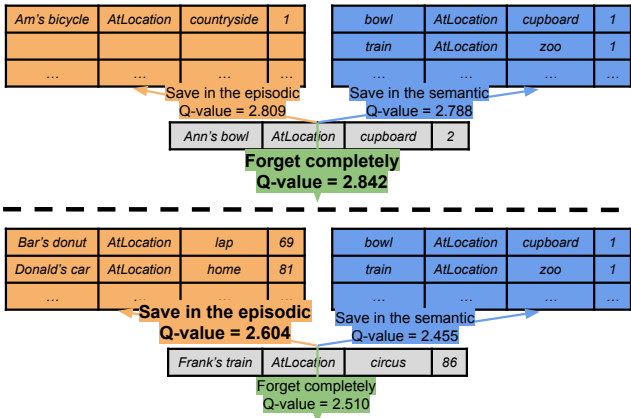 Am's bicycle AtLocation countryside 1
... ... ... ...
bowl AtLocation cupboard 1
train AtLocation zoo 1
... ... ... ...
Save in the episodic
Q-value = 2.809
Save in the semantic
Q-value = 2.788
Ann's bowl AtLocation cupboard 2
Forget completely
Q-value = 2.842
Bar's donut AtLocation lap 69
Donald's car AtLocation home 81
... ... ... ...
bowl AtLocation cupboard 1
train AtLocation zoo 1
... ... ... ...
Save in the episodic
Q-value = 2.604
Save in the semantic
Q-value = 2.455
Frank's train AtLocation circus 86
Forget completely
Q-value = 2.510